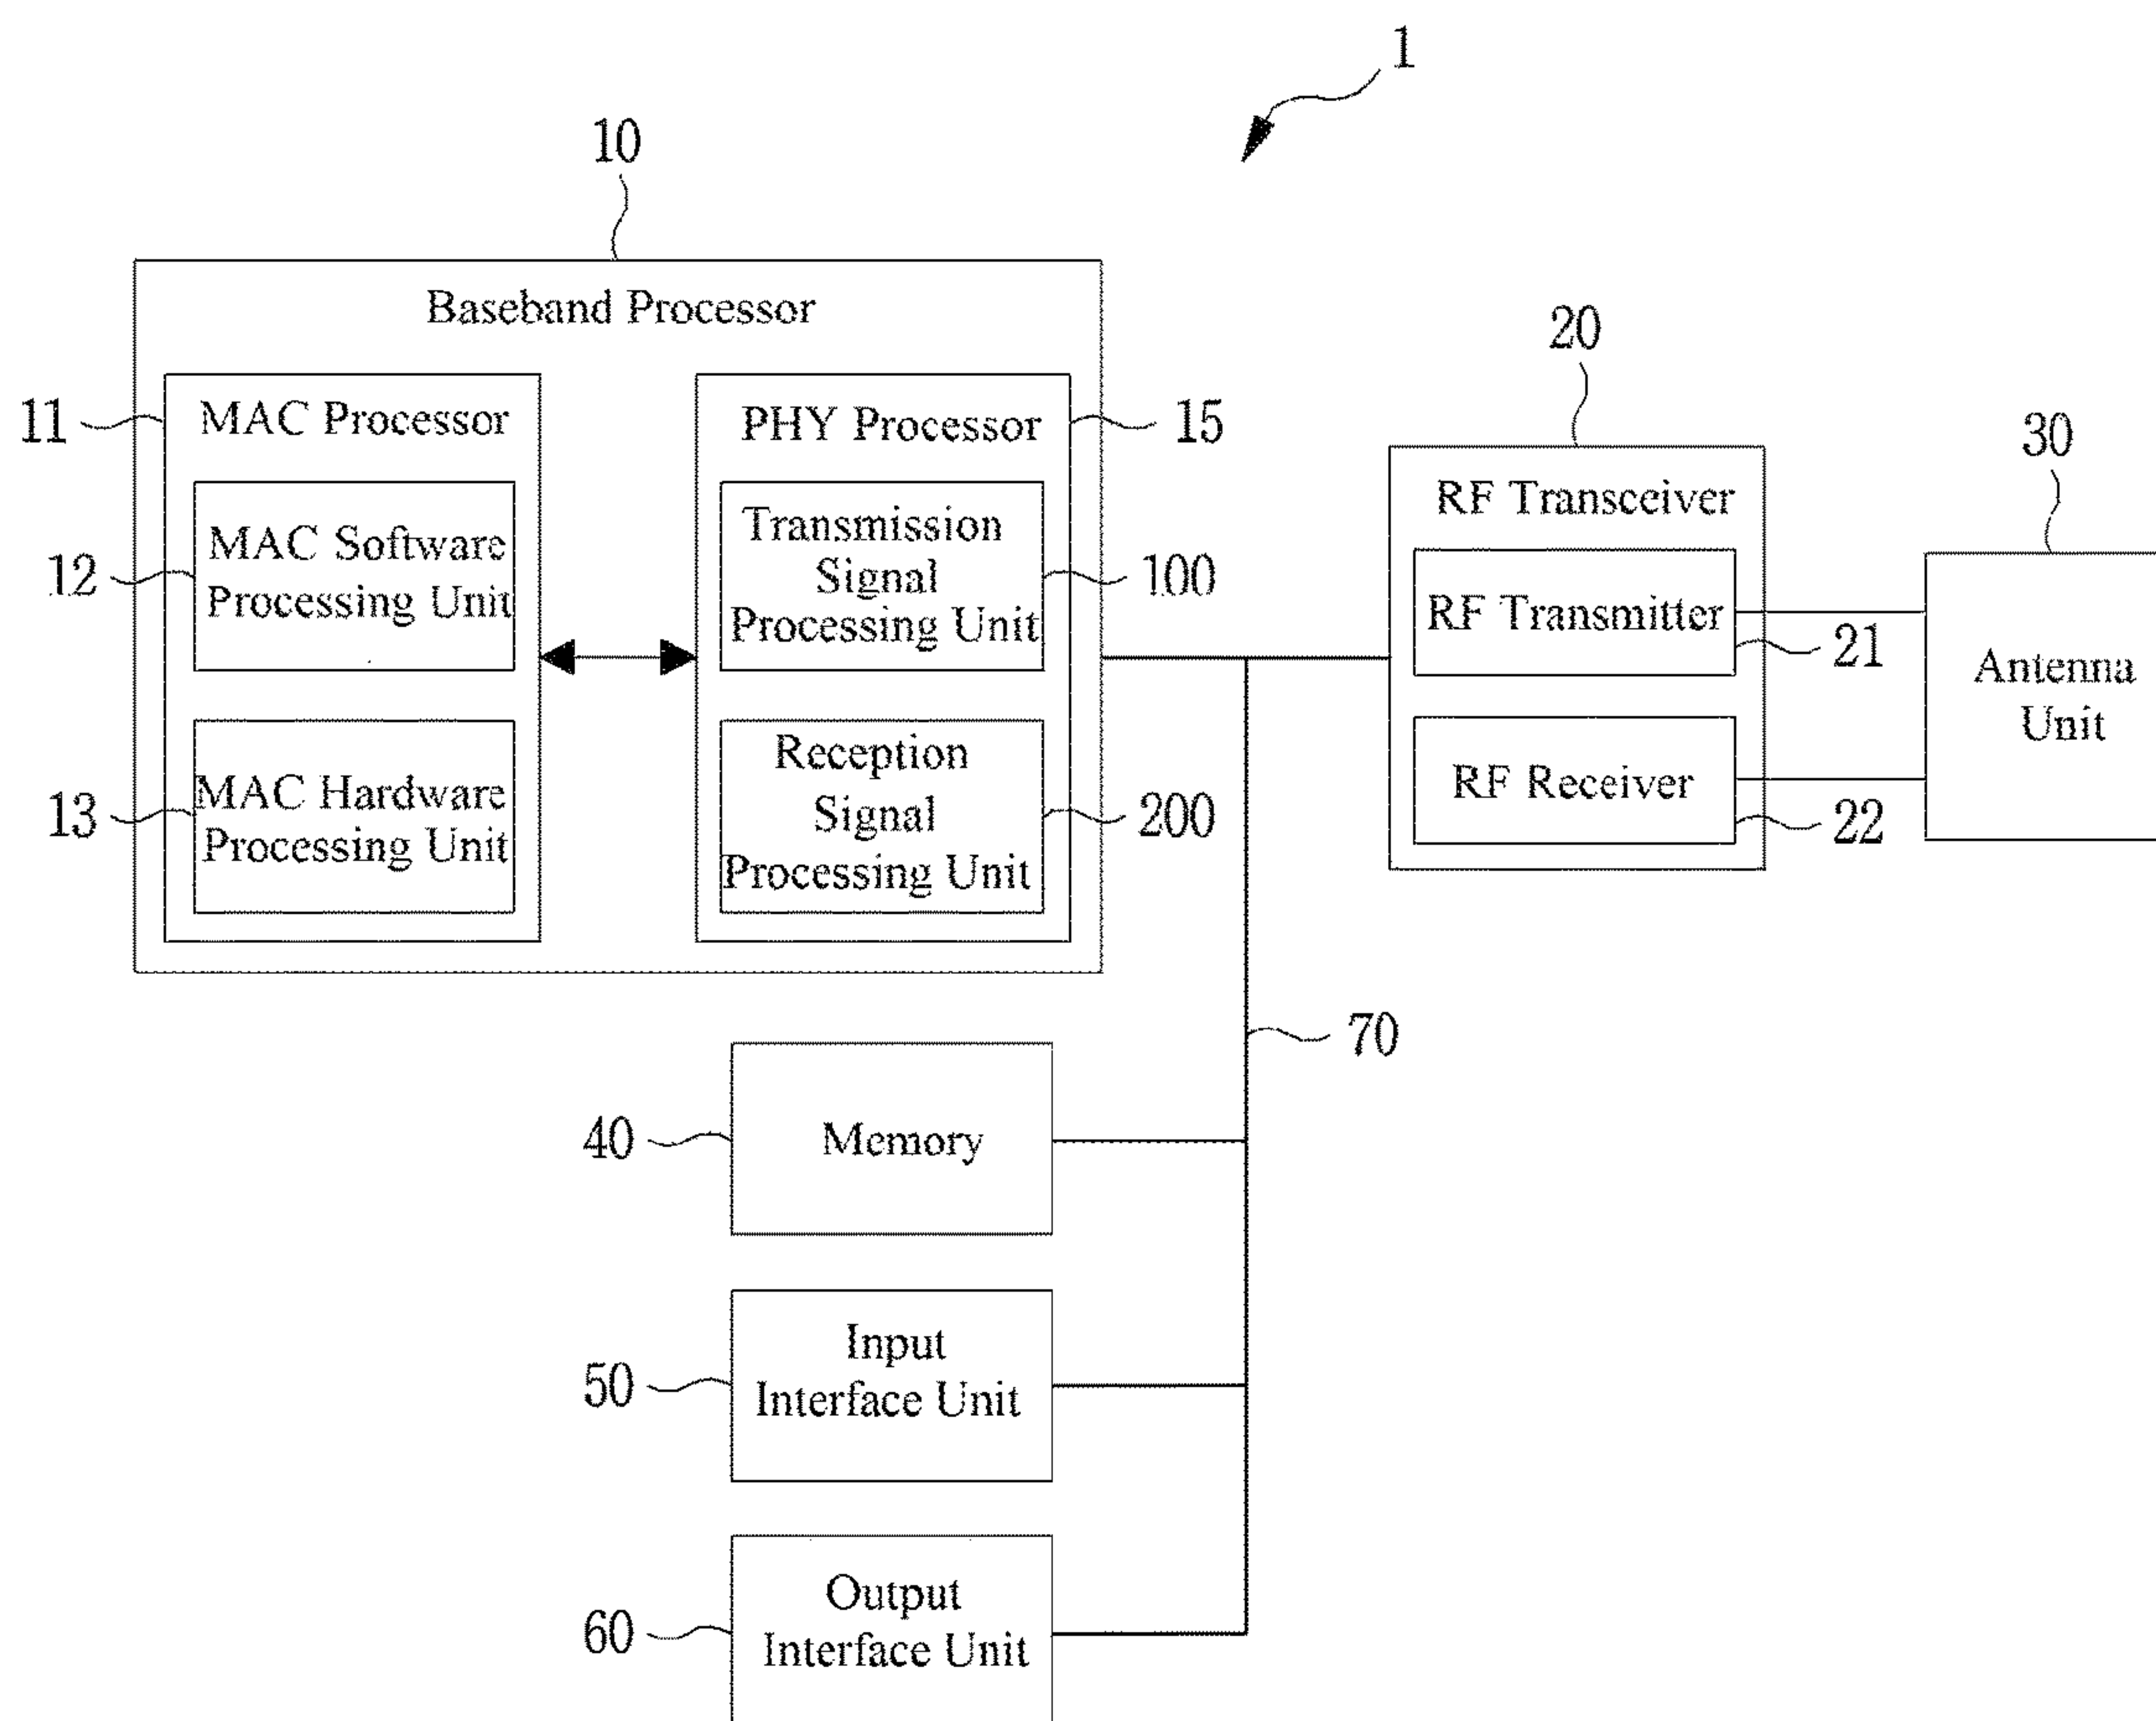 1
10
Baseband Processor
20
11
MAC Processor
PHY Processor
15
30
RF Transceiver
12
MAC Software
Processing Unit
Transmission
Signal
Processing Unit
100
RF Transmitter
21
Antenna
Unit
13
MAC Hardware
Processing Unit
Reception
Signal
Processing Unit
200
RF Receiver
22
70
40
Memory
50
Input
Interface Unit
60
Output
Interface Unit